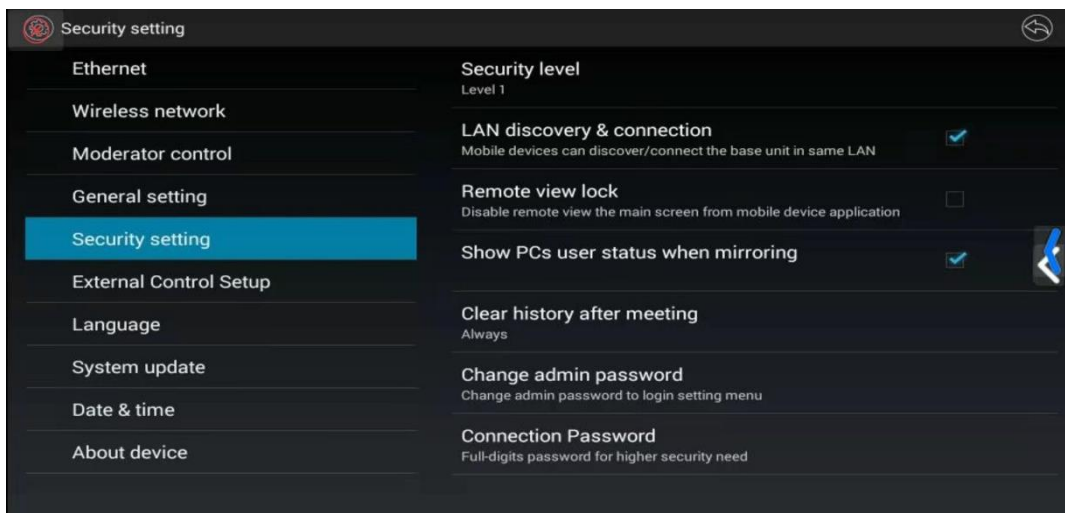 Security setting
Ethernet
Wireless network
Moderator control
General setting
Security setting
External Control Setup
Language
System update
Date & time
About device
Security level
Level 1
LAN discovery & connection
Mobile devices can discover/connect the base unit in same LAN
Remote view lock
Disable remote view the main screen from mobile device application
Show PCs user status when mirroring
Clear history after meeting
Always
Change admin password
Change admin password to login setting menu
Connection Password
Full-digits password for higher security need